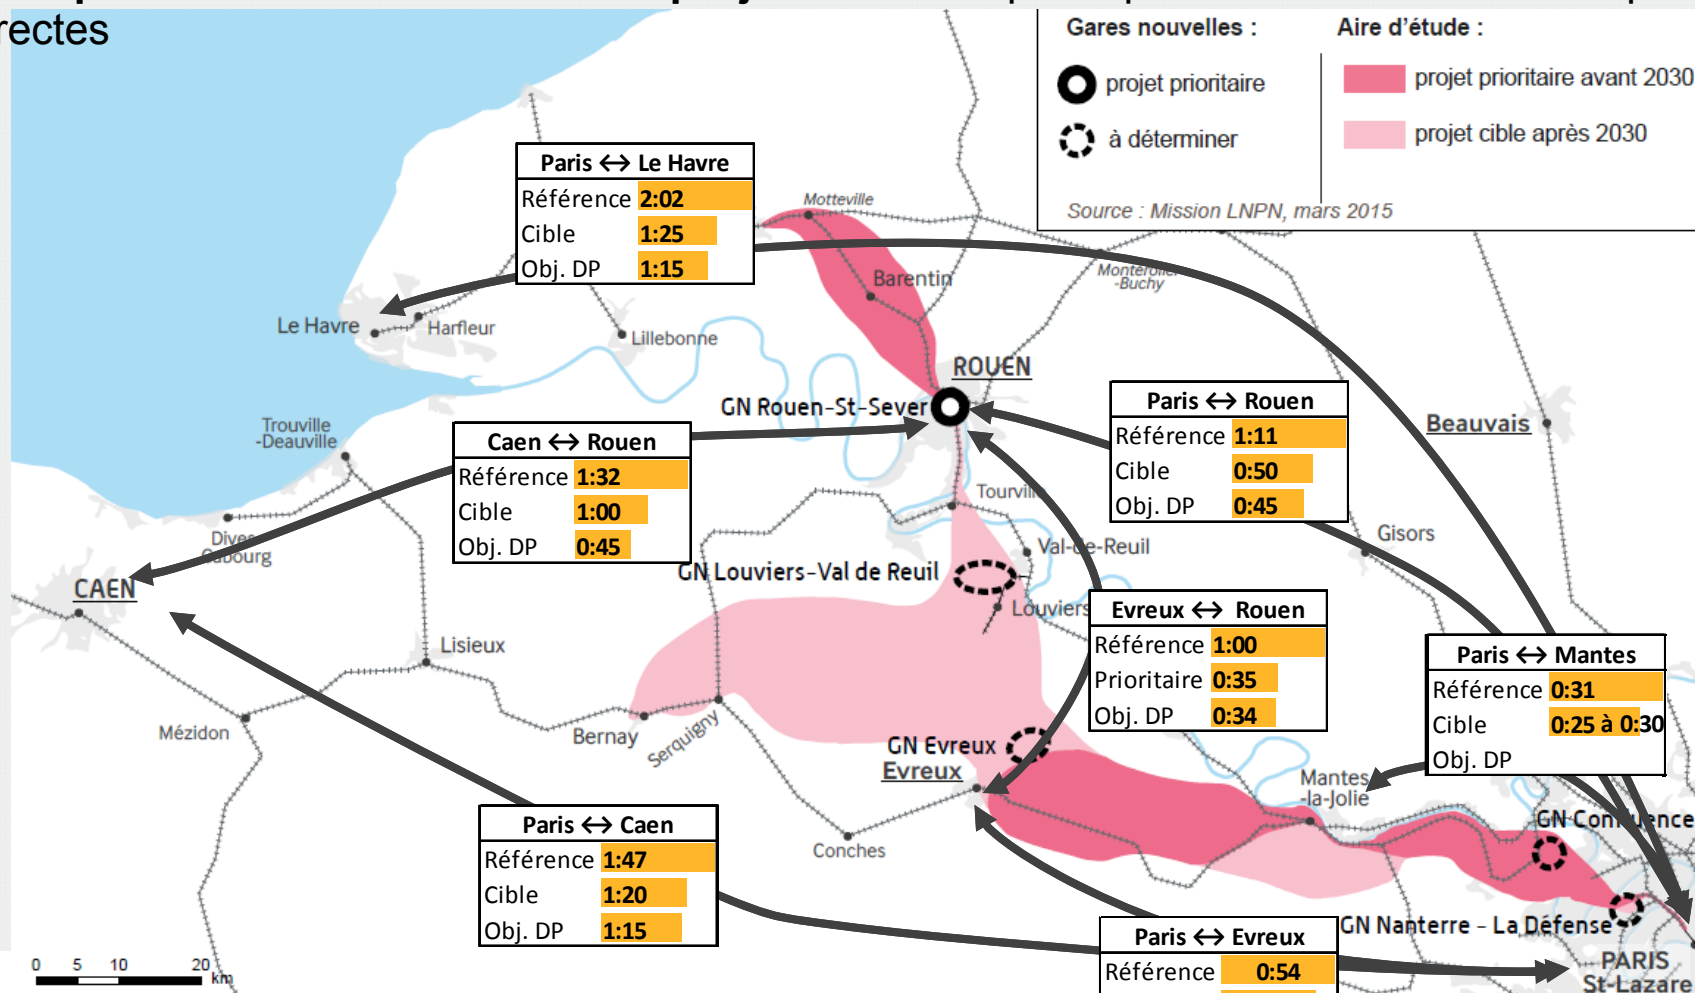 rectes
Gares nouvelles :
projet prioritaire
à déterminer
Aire d'étude :
projet prioritaire avant 2030
projet cible après 2030
Source : Mission LNPN, mars 2015
Paris ↔ Le Havre
Référence 2:02
Cible 1:25
Obj. DP 1:15
Motteville
Barentin
Montérolier
-Buchy
Le Havre
Harfleur
Lillebonne
ROUEN
GN Rouen-St-Sever
Paris ↔ Rouen
Référence 1:11
Cible 0:50
Obj. DP 0:45
Beauvais
Trouville
-Deauville
Caen ↔ Rouen
Référence 1:32
Cible 1:00
Obj. DP 0:45
Tourville
Dives
Cabourg
Val-de-Reuil
Gisors
GN Louviers-Val de Reuil
CAEN
Louviers
Evreux ↔ Rouen
Référence 1:00
Prioritaire 0:35
Obj. DP 0:34
Lisieux
Paris ↔ Mantes
Référence 0:31
Cible 0:25 à 0:30
Obj. DP
Mézidon
Bernay
Serquigny
GN Evreux
Evreux
Mantes
-la-Jolie
GN Confluence
Paris ↔ Caen
Référence 1:47
Cible 1:20
Obj. DP 1:15
Conches
GN Nanterre - La Défense
Paris ↔ Evreux
Référence 0:54
PARIS
St-Lazare
0 5 10 20 km